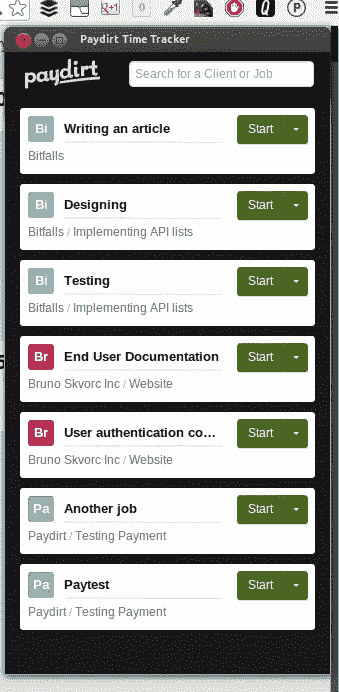 Paydirt Time Tracker
paydirt
Search for a Client or Job
Bi Writing an article Start
Bitfalls
Bi Designing Start
Bitfalls / Implementing API lists
Bi Testing Start
Bitfalls / Implementing API lists
Br End User Documentation Start
Bruno Skvorc Inc / Website
Br User authentication co... Start
Bruno Skvorc Inc / Website
Pa Another job Start
Paydirt / Testing Payment
Pa Paytest Start
Paydirt / Testing Payment